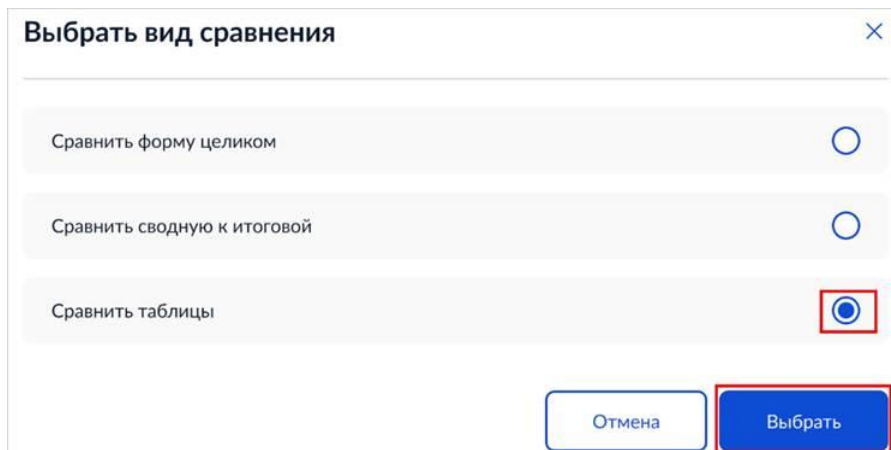 Выбрать вид сравнения
Сравнить форму целиком
Сравнить сводную к итоговой
Сравнить таблицы
Отмена
Выбрать